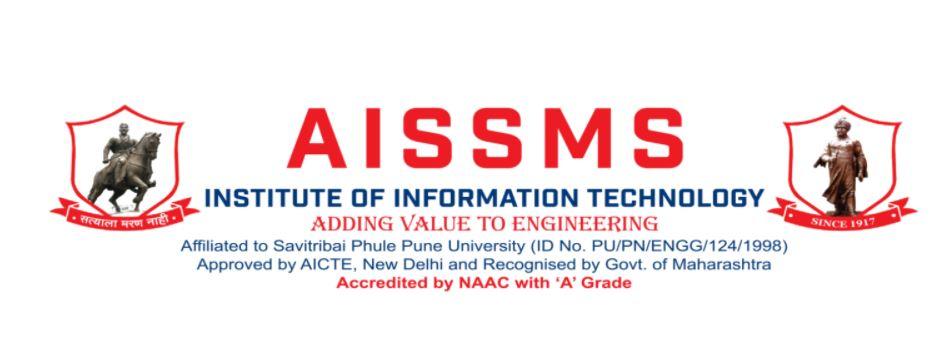 AISSMS
INSTITUTE OF INFORMATION TECHNOLOGY
ADDING VALUE TO ENGINEERING
Affiliated to Savitribai Phule Pune University (ID No. PU/PN/ENGG/124/1998)
Approved by AICTE, New Delhi and Recognised by Govt. of Maharashtra
Accredited by NAAC with ‘A’ Grade
सत्याला मरण नाही
SINCE 1917